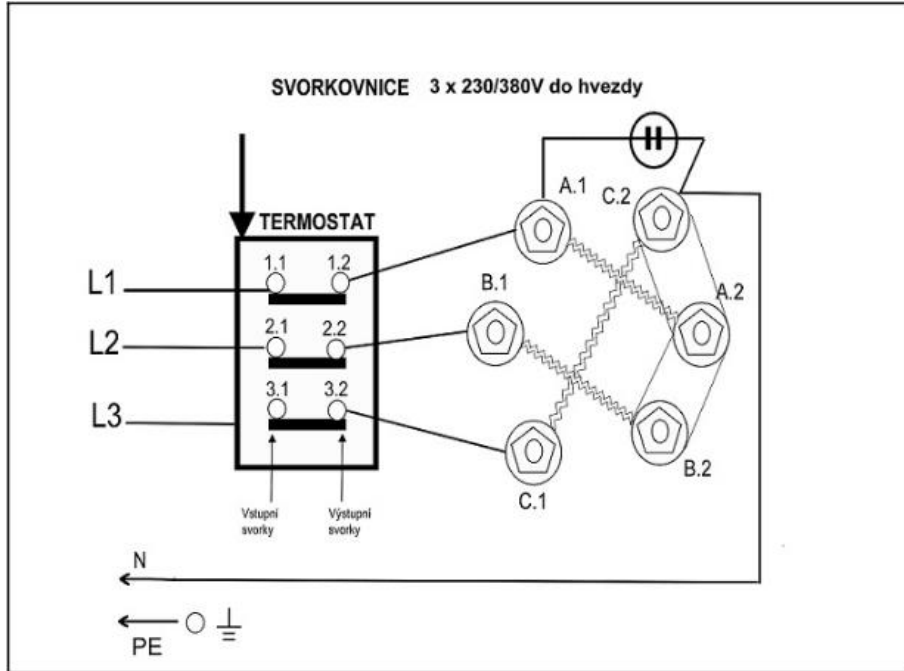 SVORKOVNICE 3 x 230/380V do hvezdy
A.1
C.2
TERMOSTAT
1.1 1.2
L1
B.1
A.2
2.1 2.2
L2
3.1 3.2
L3
B.2
C.1
Vstupní
svorky
Výstupní
svorky
N
PE